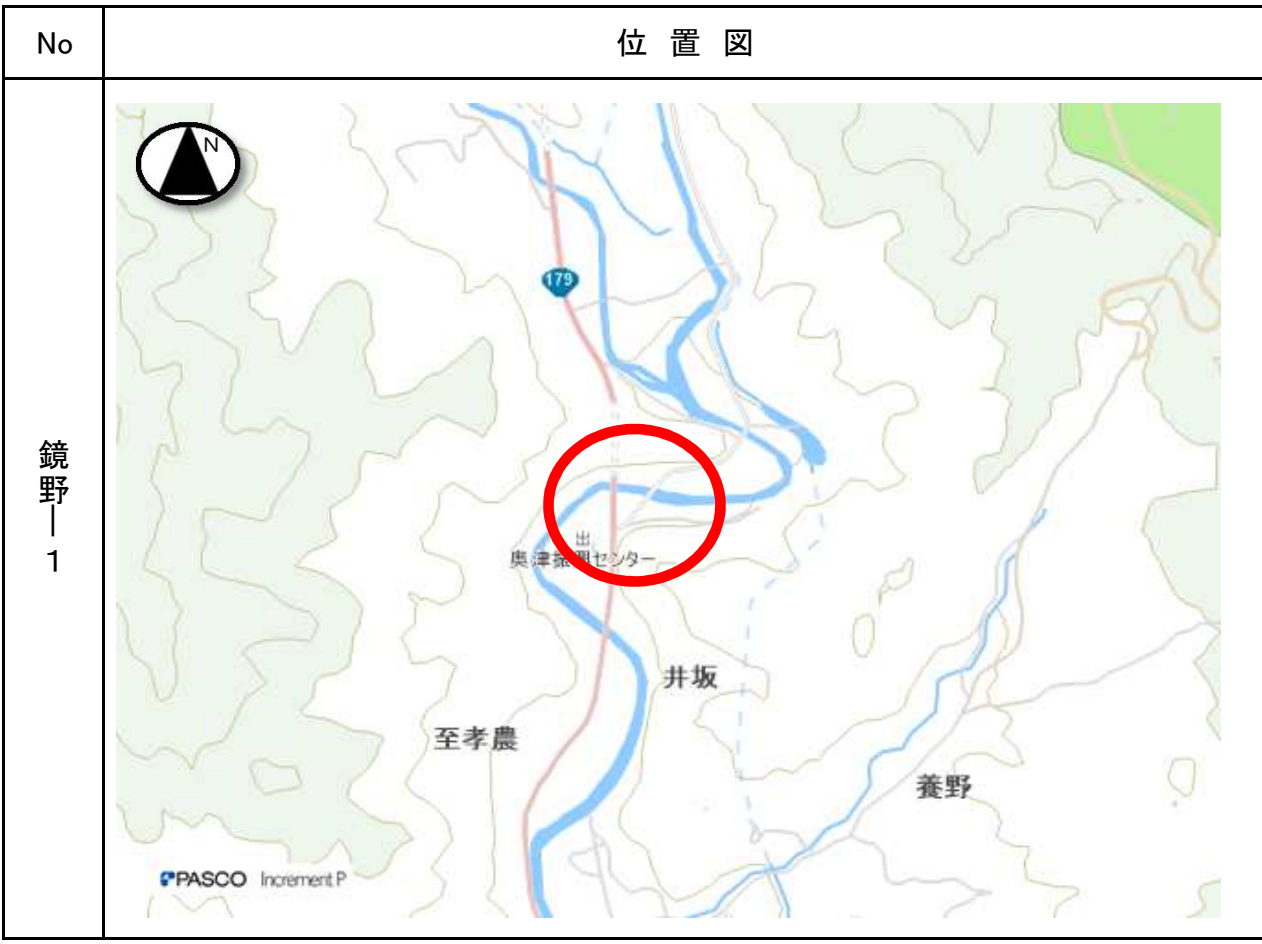 No
位置図
鏡野ー1
N
179
出
奥津振興センター
井坂
至孝農
養野
PASCO Increment P